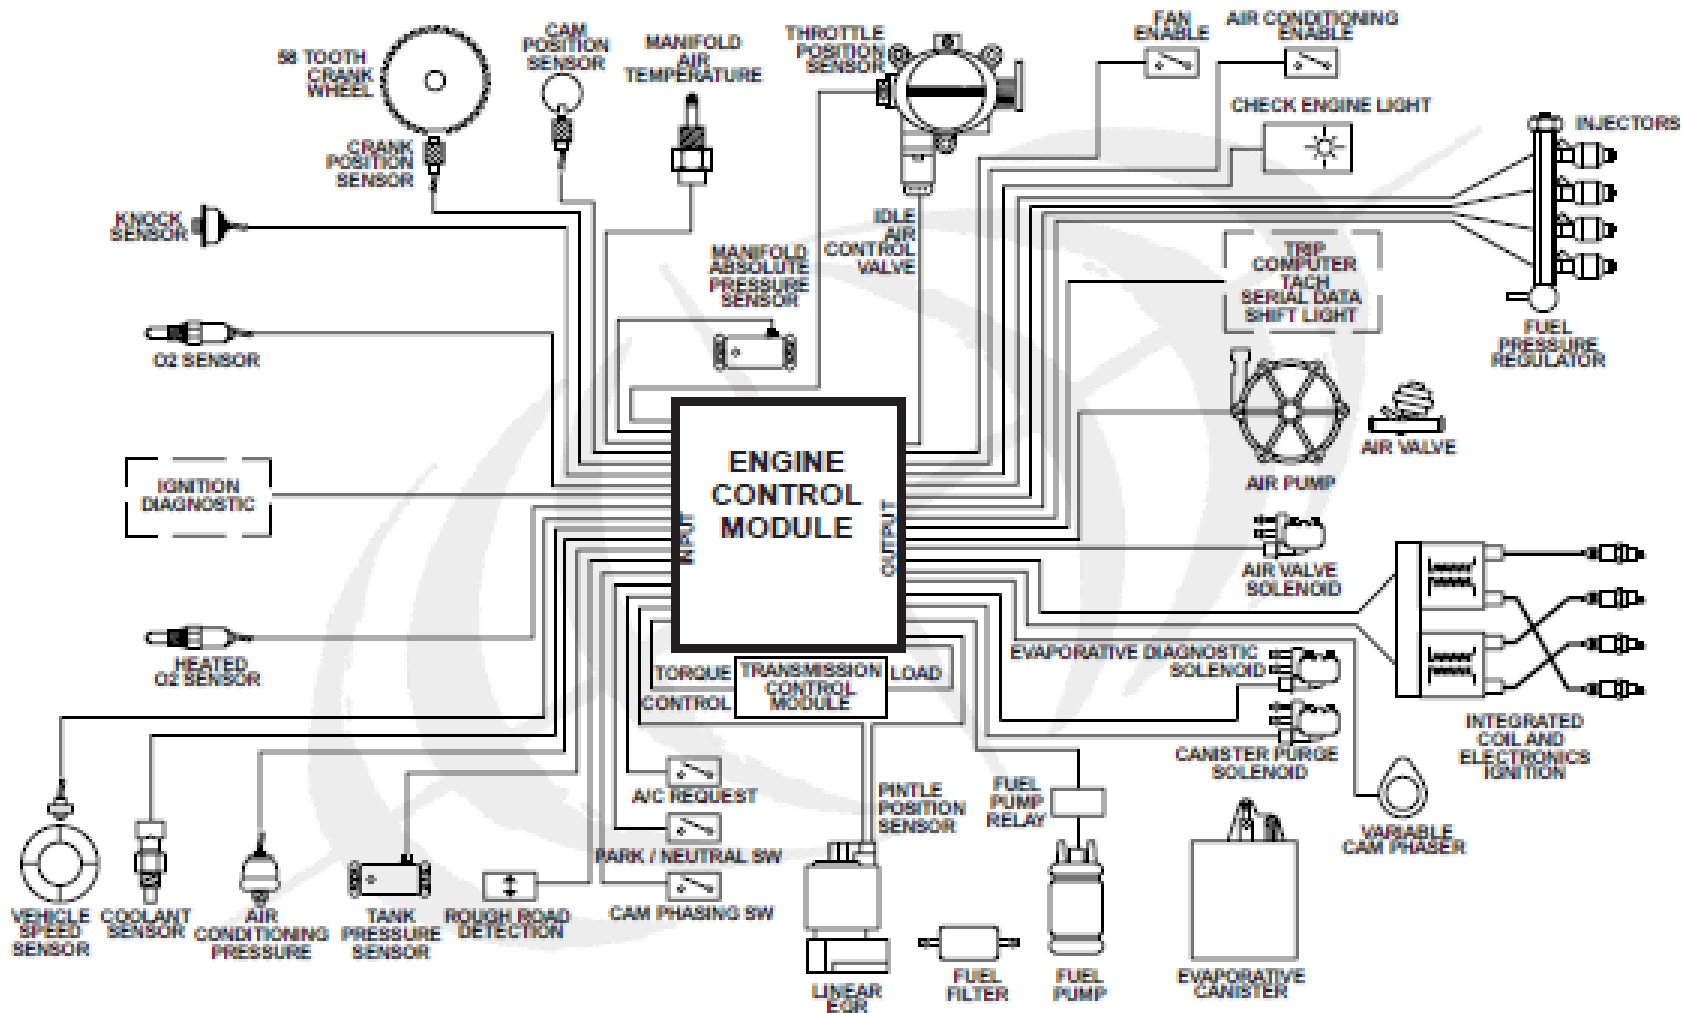 58 TOOTH
CRANK
WHEEL
CAM
POSITION
SENSOR
MANIFOLD
AIR
TEMPERATURE
THROTTLE
POSITION
SENSOR
FAN
ENABLE
AIR CONDITIONING
ENABLE
CHECK ENGINE LIGHT
INJECTORS
CRANK
POSITION
SENSOR
KNOCK
SENSOR
MANIFOLD
ABSOLUTE
PRESSURE
SENSOR
IDLE
AIR
CONTROL
VALVE
TRIP
COMPUTER
TACH
SERIAL DATA
SHIFT LIGHT
FUEL
PRESSURE
REGULATOR
O2 SENSOR
AIR VALVE
AIR PUMP
IGNITION
DIAGNOSTIC
ENGINE
CONTROL
MODULE
INPUT
OUTPUT
AIR VALVE
SOLENOID
HEATED
O2 SENSOR
TORQUE
CONTROL
TRANSMISSION
CONTROL
MODULE
LOAD
EVAPORATIVE DIAGNOSTIC
SOLENOID
CANISTER PURGE
SOLENOID
INTEGRATED
COIL AND
ELECTRONICS
IGNITION
A/C REQUEST
PARK / NEUTRAL SW
CAM PHASING SW
PINTLE
POSITION
SENSOR
FUEL
PUMP
RELAY
VARIABLE
CAM PHASER
VEHICLE
SPEED
SENSOR
COOLANT
SENSOR
AIR
CONDITIONING
PRESSURE
TANK
PRESSURE
SENSOR
ROUGH ROAD
DETECTION
LINEAR
EGR
FUEL
FILTER
FUEL
PUMP
EVAPORATIVE
CANISTER